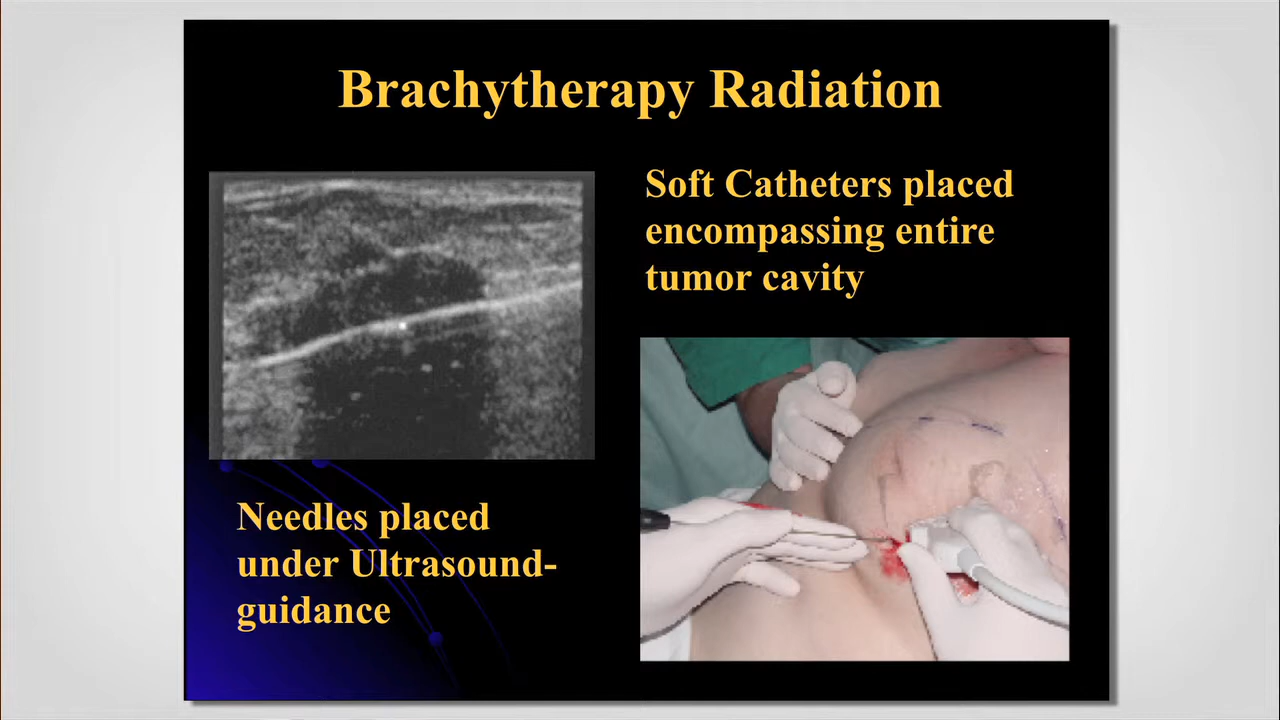 Brachytherapy Radiation
Soft Catheters placed
encompassing entire
tumor cavity
Needles placed
under Ultrasound-
guidance